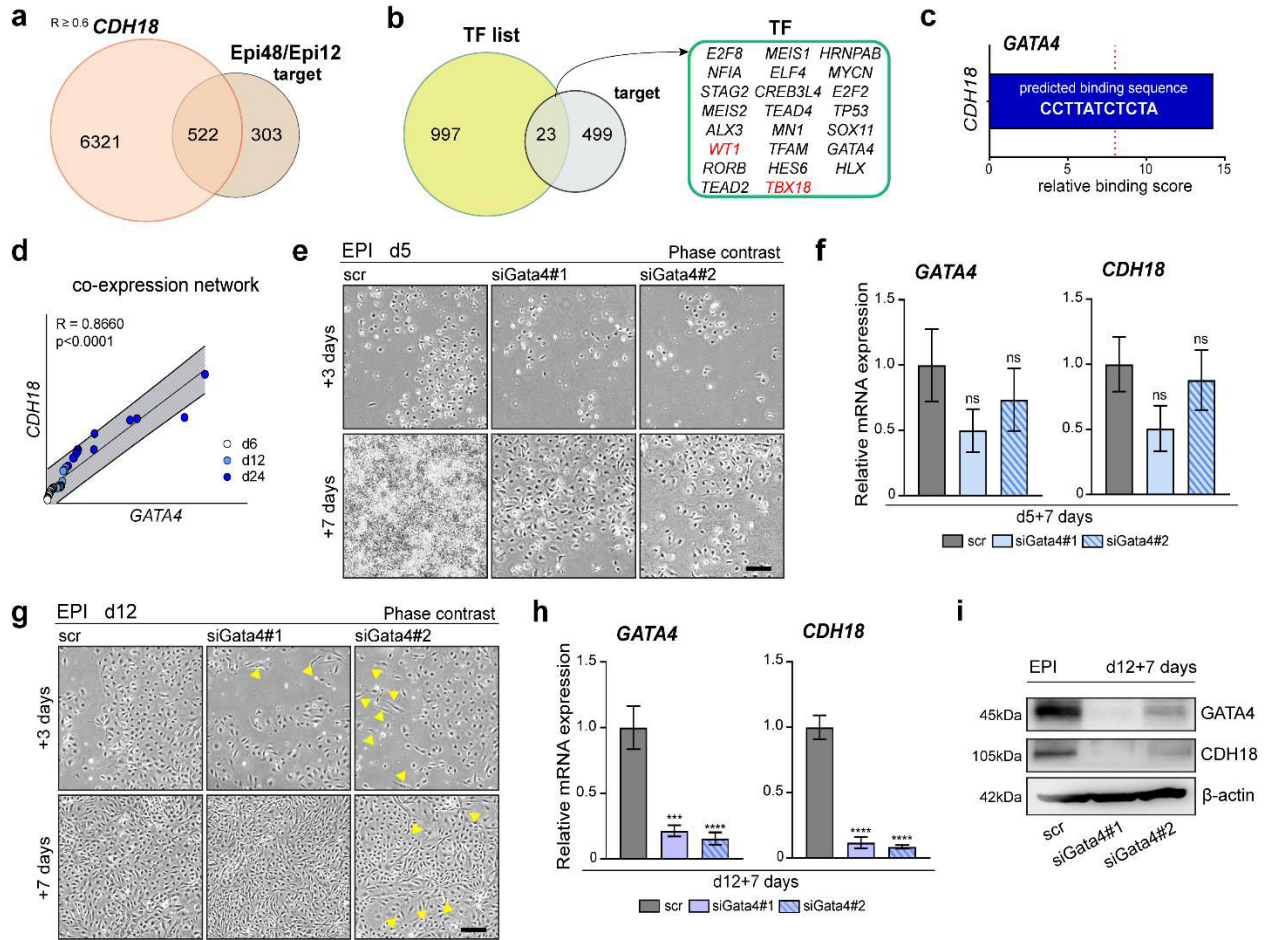 a
R ≥ 0.6 CDH18
Epi48/Epi12
target
6321
522
303
b
TF list
target
997
23
499
TF
E2F8 MEIS1 HRNPAB
NFIA ELF4 MYCN
STAG2 CREB3L4 E2F2
MEIS2 TEAD4 TP53
ALX3 MN1 SOX11
WT1 TFAM GATA4
RORB HES6 HLX
TEAD2 TBX18
c
GATA4
CDH18
predicted binding sequence
CCTTATCTCTA
0 5 10 15
relative binding score
d
co-expression network
R = 0.8660
p<0.0001
CDH18
d6
d12
d24
GATA4
e
EPI d5 Phase contrast
scr siGata4#1 siGata4#2
+3 days
+7 days
f
GATA4 CDH18
Relative mRNA expression
1.5 1.5
1.0 1.0
0.5 0.5
0 0
ns ns ns ns
d5+7 days
scr siGata4#1 siGata4#2
g
EPI d12 Phase contrast
scr siGata4#1 siGata4#2
+3 days
+7 days
h
GATA4 CDH18
Relative mRNA expression
1.5 1.5
1.0 1.0
0.5 0.5
0 0
*** **** **** ****
d12+7 days
scr siGata4#1 siGata4#2
i
EPI d12+7 days
45kDa GATA4
105kDa CDH18
42kDa β-actin
scr siGata4#1 siGata4#2